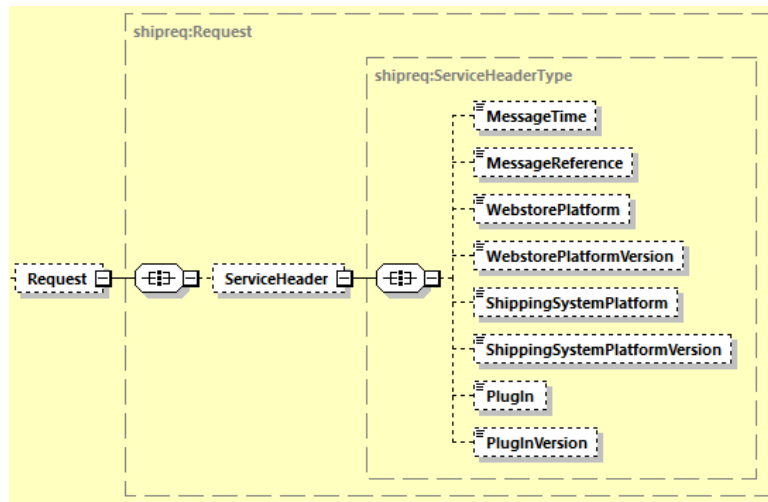 shipreq:Request
shipreq:ServiceHeaderType
MessageTime
MessageReference
WebstorePlatform
WebstorePlatformVersion
Request
ServiceHeader
ShippingSystemPlatform
ShippingSystemPlatformVersion
PlugIn
PlugInVersion